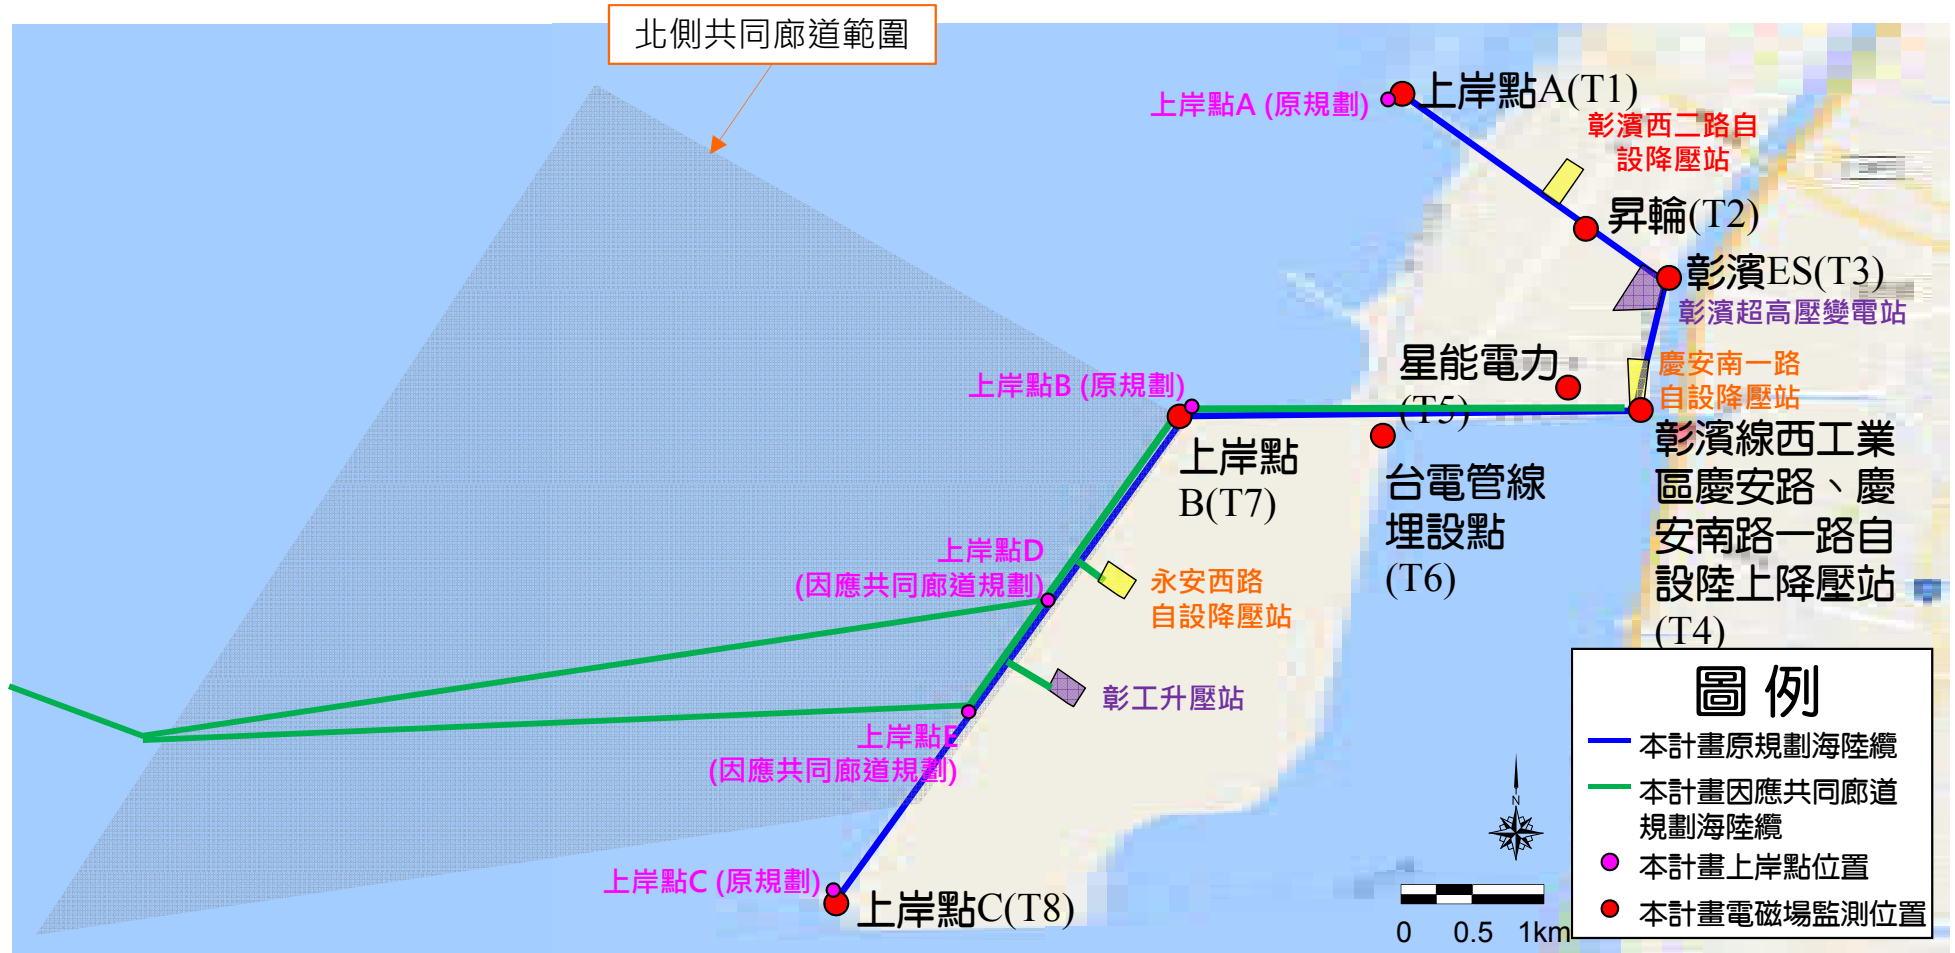 北側共同廊道範圍
上岸點A(T1)
上岸點A (原規劃)
彰濱西二路自
設降壓站
昇輪(T2)
彰濱ES(T3)
彰濱超高壓變電站
星能電力
(T5)
慶安南一路
自設降壓站
上岸點B (原規劃)
上岸點
B(T7)
台電管線
埋設點
(T6)
彰濱線西工業
區慶安路、慶
安南路一路自
設陸上降壓站
(T4)
上岸點D
(因應共同廊道規劃)
永安西路
自設降壓站
彰工升壓站
上岸點E
(因應共同廊道規劃)
上岸點C (原規劃)
上岸點C(T8)
圖 例
本計畫原規劃海陸纜
本計畫因應共同廊道
規劃海陸纜
本計畫上岸點位置
本計畫電磁場監測位置
N
0 0.5 1km